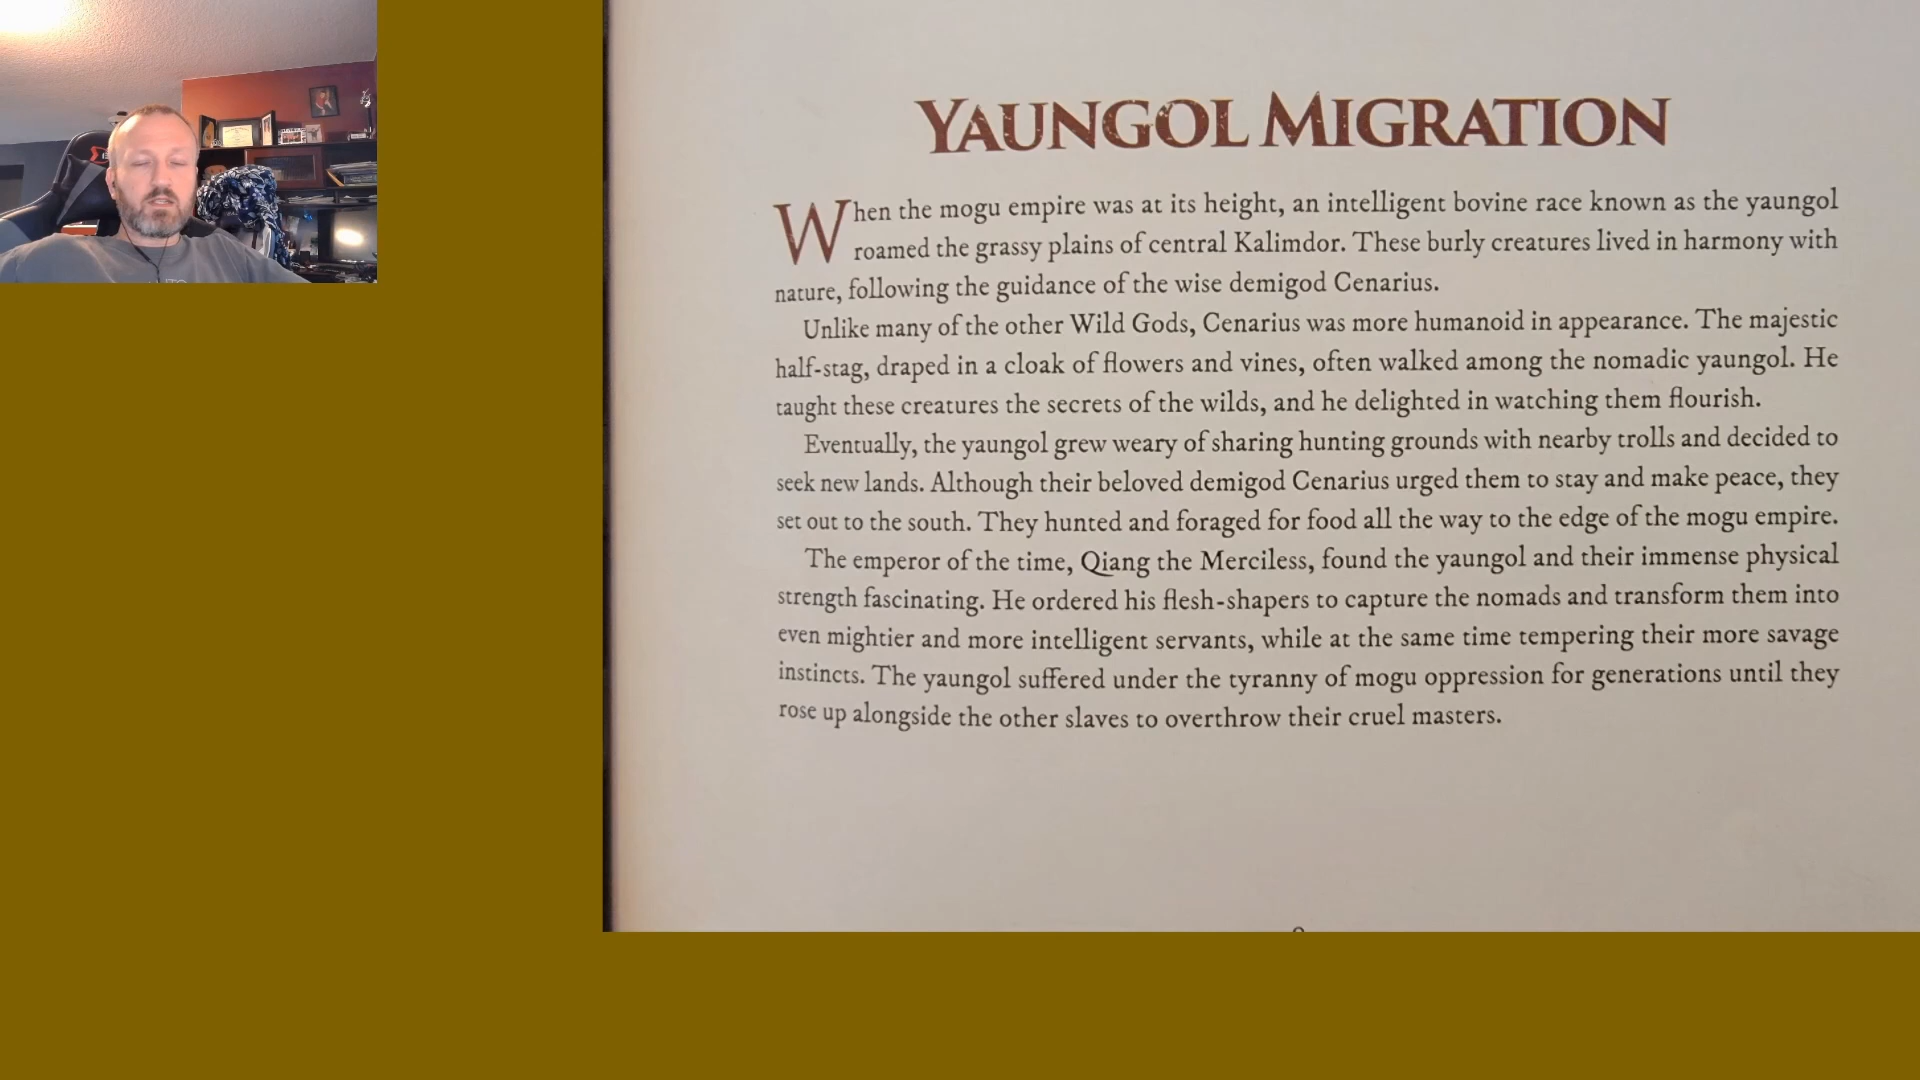 YAUNGOL MIGRATION
When the mogu empire was at its height, an intelligent bovine race known as the yaungol
roamed the grassy plains of central Kalimdor. These burly creatures lived in harmony with
nature, following the guidance of the wise demigod Cenarius.
Unlike many of the other Wild Gods, Cenarius was more humanoid in appearance. The majestic
half-stag, draped in a cloak of flowers and vines, often walked among the nomadic yaungol. He
taught these creatures the secrets of the wilds, and he delighted in watching them flourish.
Eventually, the yaungol grew weary of sharing hunting grounds with nearby trolls and decided to
seek new lands. Although their beloved demigod Cenarius urged them to stay and make peace, they
set out to the south. They hunted and foraged for food all the way to the edge of the mogu empire.
The emperor of the time, Qiang the Merciless, found the yaungol and their immense physical
strength fascinating. He ordered his flesh-shapers to capture the nomads and transform them into
even mightier and more intelligent servants, while at the same time tempering their more savage
instincts. The yaungol suffered under the tyranny of mogu oppression for generations until they
rose up alongside the other slaves to overthrow their cruel masters.